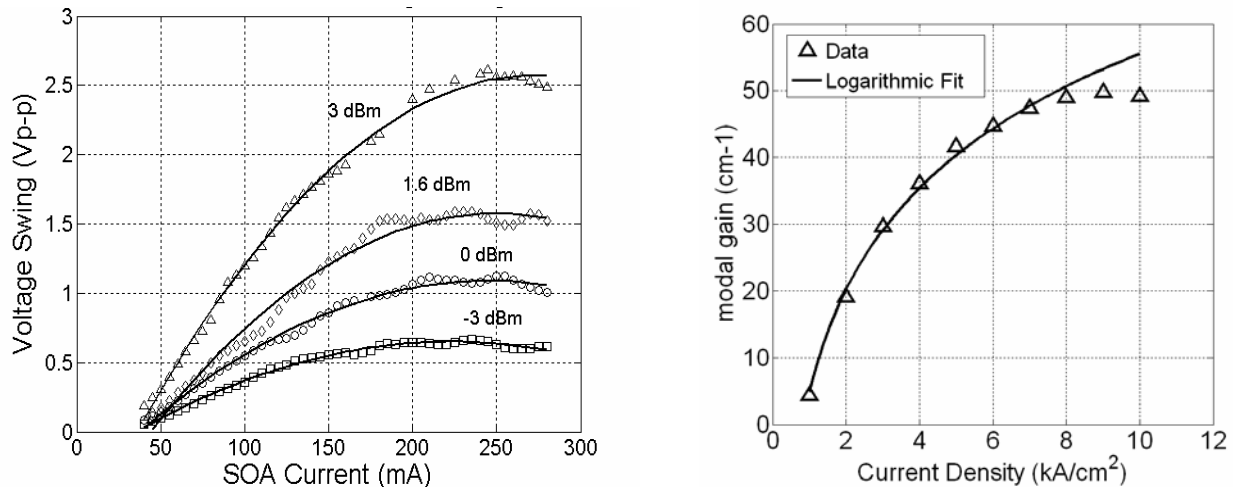 3
2.5
2
1.5
1
0.5
0
0
50
100
150
200
250
300
3 dBm
1.6 dBm
0 dBm
-3 dBm
Voltage Swing (Vp-p)
SOA Current (mA)
60
50
40
30
20
10
0
0
2
4
6
8
10
12
Data
Logarithmic Fit
modal gain (cm-1)
Current Density (kA/cm²)